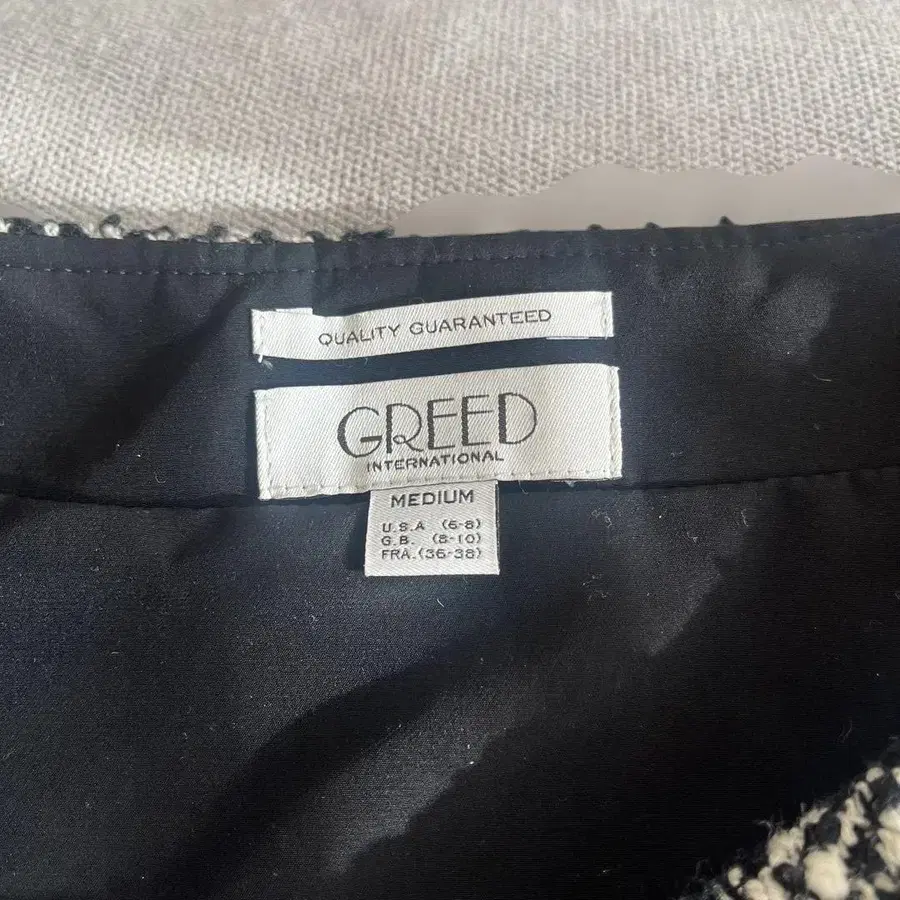 QUALITY GUARANTEED
GREED
INTERNATIONAL
MEDIUM
U.S.A (6-8)
G.B. (8-10)
FRA.(36-38)